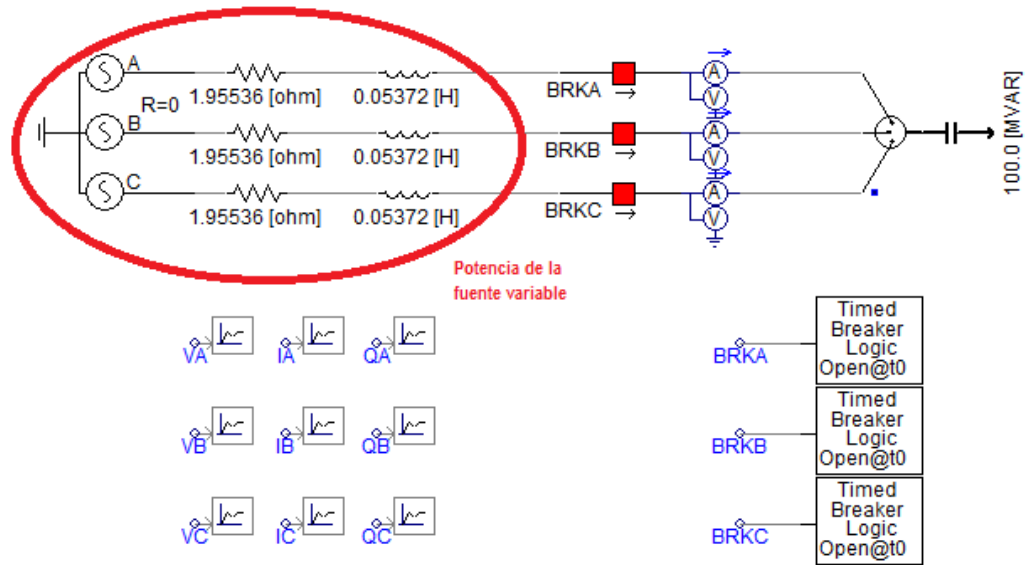 A
R=0
1.95536 [ohm]
0.05372 [H]
BRKA
A
V
B
1.95536 [ohm]
0.05372 [H]
BRKB
A
V
C
1.95536 [ohm]
0.05372 [H]
BRKC
A
V
100.0 [MVAR]
Potencia de la
fuente variable
VA
IA
QA
BRKA
Timed
Breaker
Logic
Open@t0
VB
IB
QB
BRKB
Timed
Breaker
Logic
Open@t0
VC
IC
QC
BRKC
Timed
Breaker
Logic
Open@t0